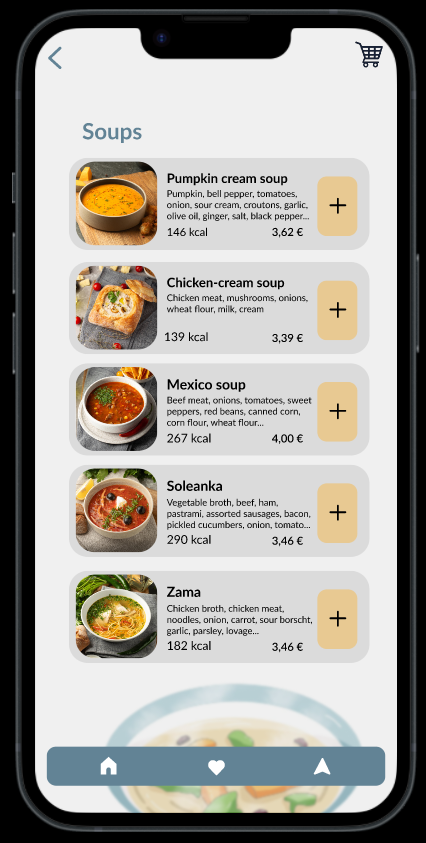 Soups
Pumpkin cream soup
Pumpkin, bell pepper, tomatoes,
onion, sour cream, croutons, garlic,
olive oil, ginger, salt, black pepper...
146 kcal 3,62 €
+
Chicken-cream soup
Chicken meat, mushrooms, onions,
wheat flour, milk, cream
139 kcal 3,39 €
+
Mexico soup
Beef meat, onions, tomatoes, sweet
peppers, red beans, canned corn,
corn flour, wheat flour...
267 kcal 4,00 €
+
Soleanka
Vegetable broth, beef, ham,
pastrami, assorted sausages, bacon,
pickled cucumbers, onion, tomato...
290 kcal 3,46 €
+
Zama
Chicken broth, chicken meat,
noodles, onion, carrot, sour borscht,
garlic, parsley, lovage...
182 kcal 3,46 €
+